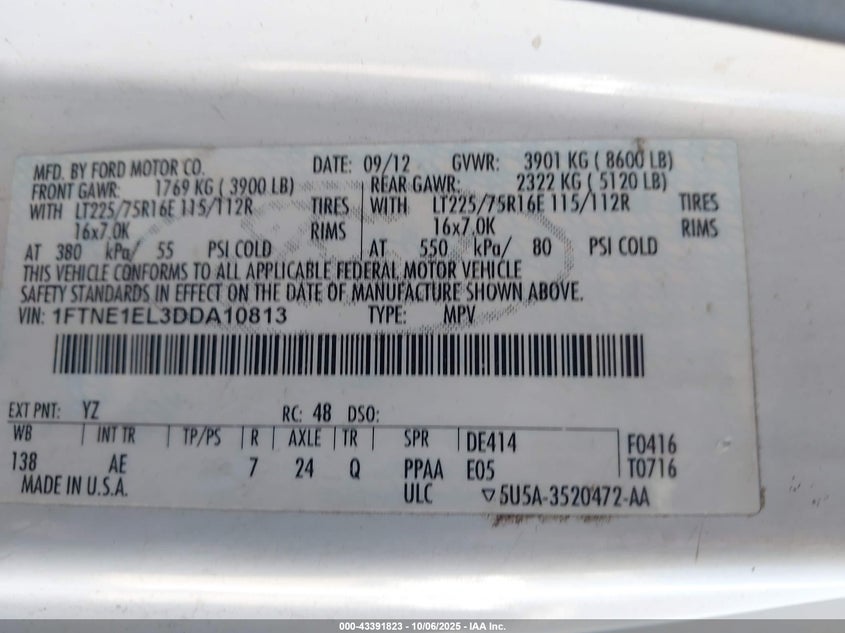 MFD. BY FORD MOTOR CO. DATE: 09/12 GVWR: 3901 KG ( 8600 LB)
FRONT GAWR: 1769 KG ( 3900 LB) REAR GAWR: 2322 KG ( 5120 LB)
WITH LT225/75R16E 115/112R TIRES WITH LT225/75R16E 115/112R TIRES
16x7.0K RIMS 16x7.0K RIMS
AT 380 kPa/ 55 PSI COLD AT 550 kPa/ 80 PSI COLD
THIS VEHICLE CONFORMS TO ALL APPLICABLE FEDERAL MOTOR VEHICLE
SAFETY STANDARDS IN EFFECT ON THE DATE OF MANUFACTURE SHOWN ABOVE.
VIN: 1FTNE1EL3DDA10813 TYPE: MPV
EXT PNT: YZ RC: 48 DSO:
WB INT TR TP/PS R AXLE TR SPR DE414 F0416
138 AE 7 24 Q PPAA E05 T0716
MADE IN U.S.A. ULC 5U5A-3520472-AA
000-43391823 - 10/06/2025 - IAA Inc.